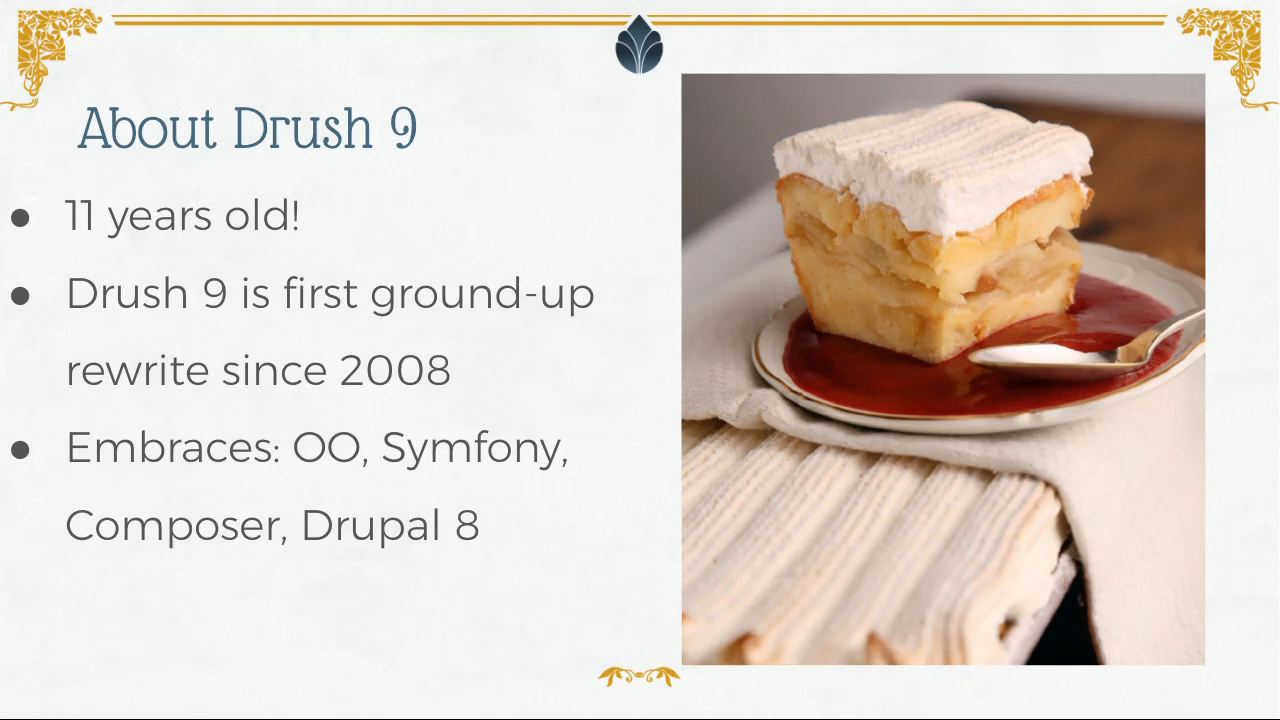 About Drush 9
● 11 years old!
● Drush 9 is first ground-up
rewrite since 2008
● Embraces: OO, Symfony,
Composer, Drupal 8